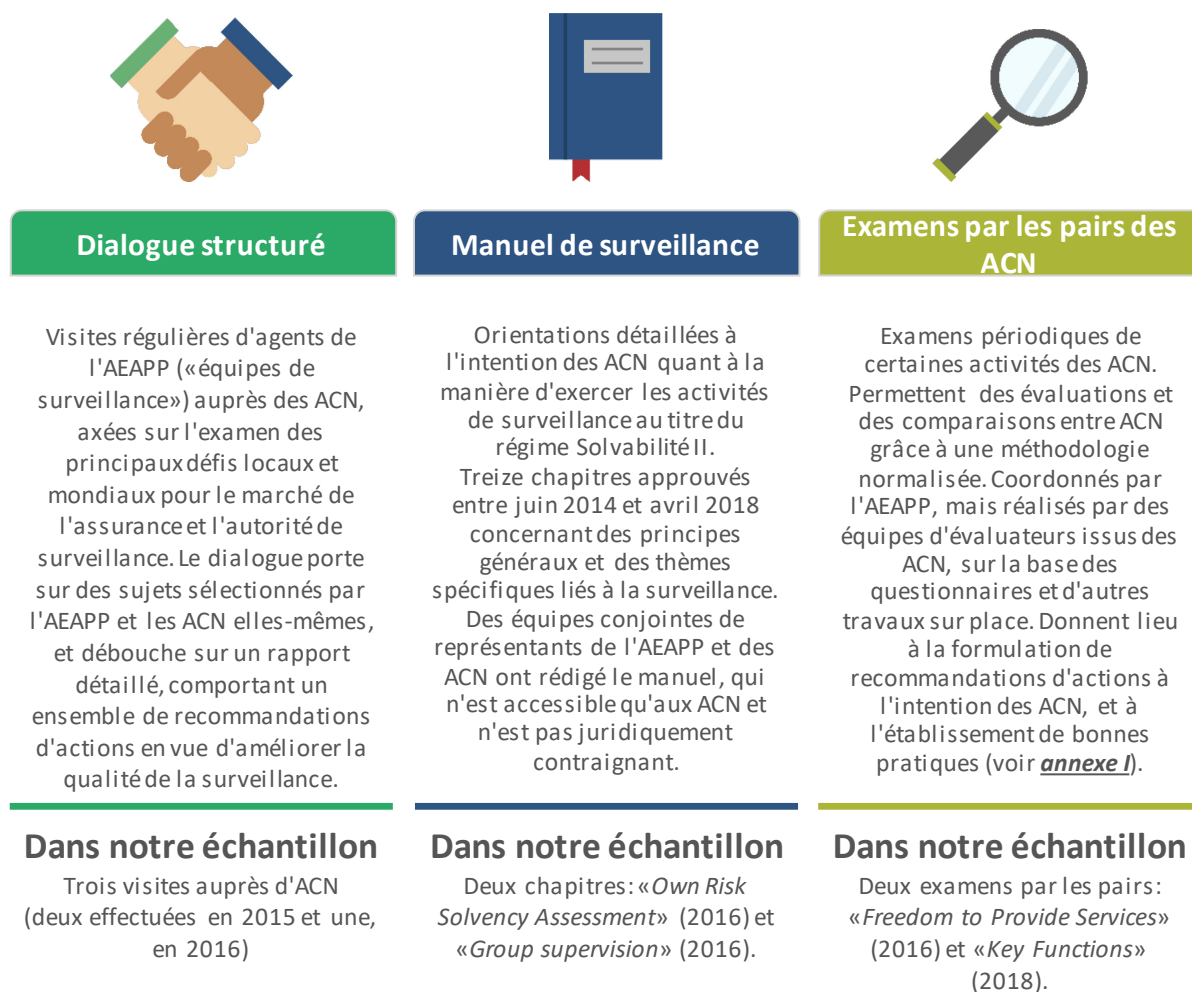 Dialogue structuré
Visites régulières d'agents de
l'AEAPP («équipes de
surveillance») auprès des ACN,
axées sur l'examen des
principaux défis locaux et
mondiaux pour le marché de
l'assurance et l'autorité de
surveillance. Le dialogue porte
sur des sujets sélectionnés par
l'AEAPP et les ACN elles-mêmes,
et débouche sur un rapport
détaillé, comportant un
ensemble de recommandations
d'actions en vue d'améliorer la
qualité de la surveillance.
Dans notre échantillon
Trois visites auprès d'ACN
(deux effectuées en 2015 et une,
en 2016)
Manuel de surveillance
Orientations détaillées à
l'intention des ACN quant à la
manière d'exercer les activités
de surveillance au titre du
régime Solvabilité II.
Treize chapitres approuvés
entre juin 2014 et avril 2018
concernant des principes
généraux et des thèmes
spécifiques liés à la surveillance.
Des équipes conjointes de
représentants de l'AEAPP et des
ACN ont rédigé le manuel, qui
n'est accessible qu'aux ACN et
n'est pas juridiquement
contraignant.
Dans notre échantillon
Deux chapitres: «Own Risk
Solvency Assessment» (2016) et
«Group supervision» (2016).
Examens par les pairs des
ACN
Examens périodiques de
certaines activités des ACN.
Permettent des évaluations et
des comparaisons entre ACN
grâce à une méthodologie
normalisée. Coordonnés par
l'AEAPP, mais réalisés par des
équipes d'évaluateurs issus des
ACN, sur la base des
questionnaires et d'autres
travaux sur place. Donnent lieu
à la formulation de
recommandations d'actions à
l'intention des ACN, et à
l'établissement de bonnes
pratiques (voir annexe I).
Dans notre échantillon
Deux examens par les pairs:
«Freedom to Provide Services»
(2016) et «Key Functions»
(2018).